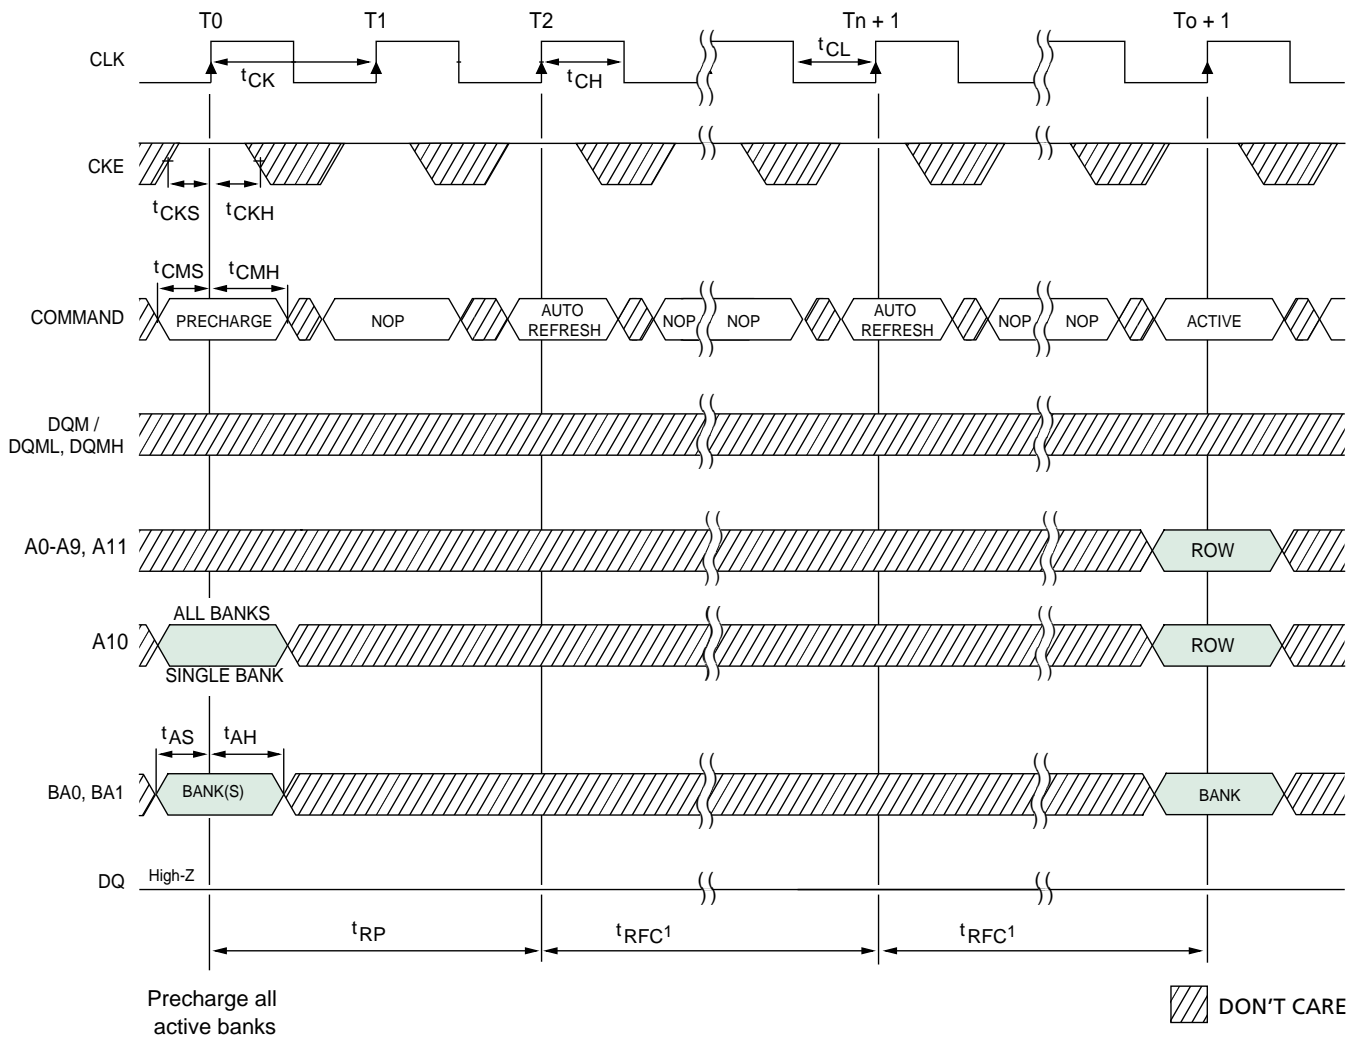 T0 T1 T2 Tn + 1 To + 1
CLK
tCK tCH tCL
CKE
tCKS tCKH
tCMS tCMH
COMMAND PRECHARGE NOP AUTO REFRESH NOP NOP AUTO REFRESH NOP NOP ACTIVE
DQM /
DQML, DQMH
A0-A9, A11 ROW
ALL BANKS
A10 ROW
SINGLE BANK
tAS tAH
BA0, BA1 BANK(S) BANK
DQ High-Z
tRP tRFC1 tRFC1
Precharge all
active banks
DON'T CARE